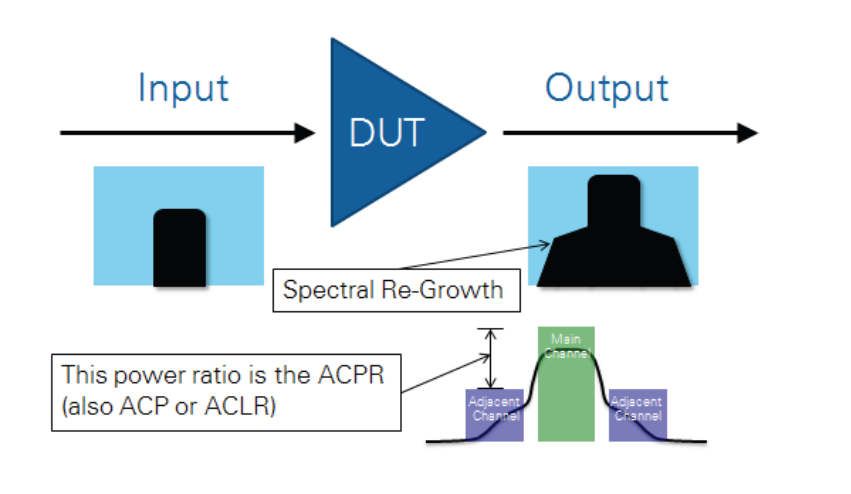 Input
DUT
Output
Spectral Re-Growth
This power ratio is the ACPR
(also ACP or ACLR)
Main
Channel
Adjacent
Channel
Adjacent
Channel